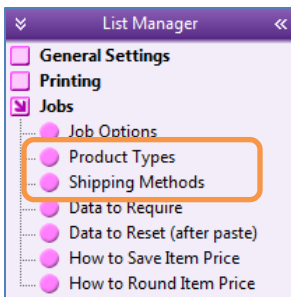 List Manager
General Settings
Printing
Jobs
Job Options
Product Types
Shipping Methods
Data to Require
Data to Reset (after paste)
How to Save Item Price
How to Round Item Price